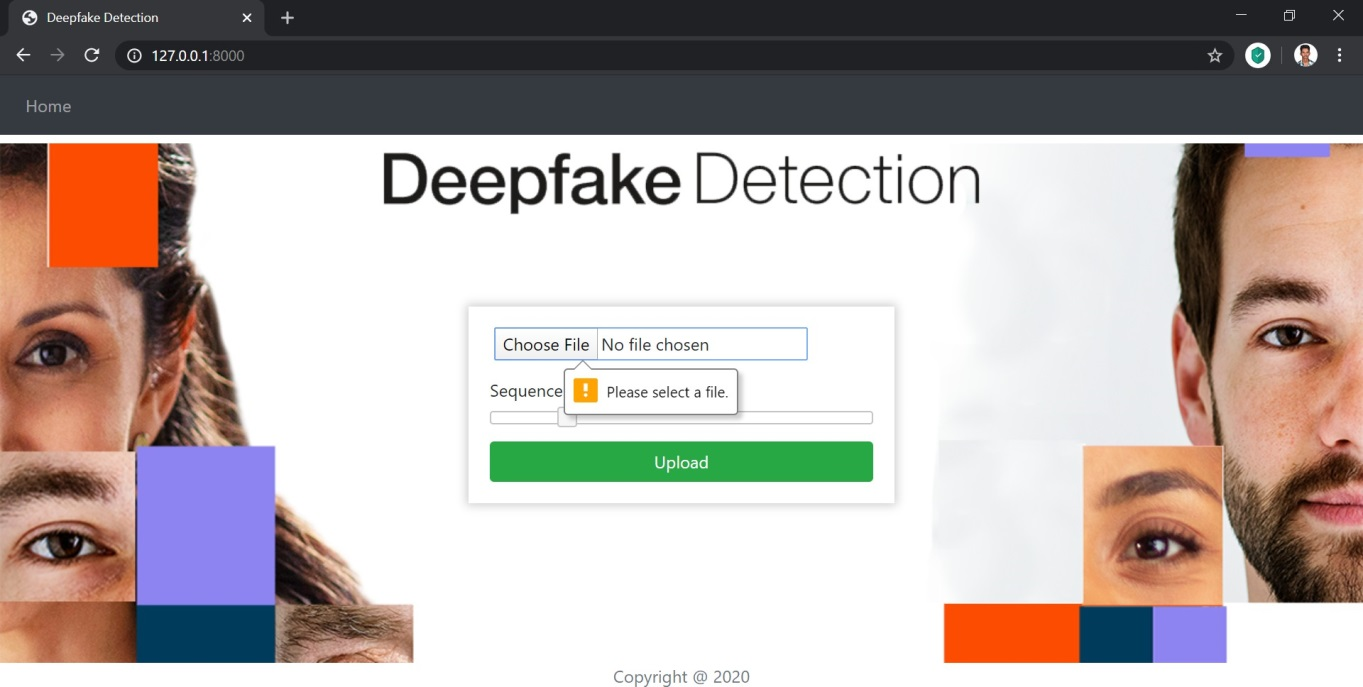 Deepfake Detection
127.0.0.1:8000
Home
Deepfake Detection
Choose File No file chosen
Sequence
Please select a file.
Upload
Copyright @ 2020